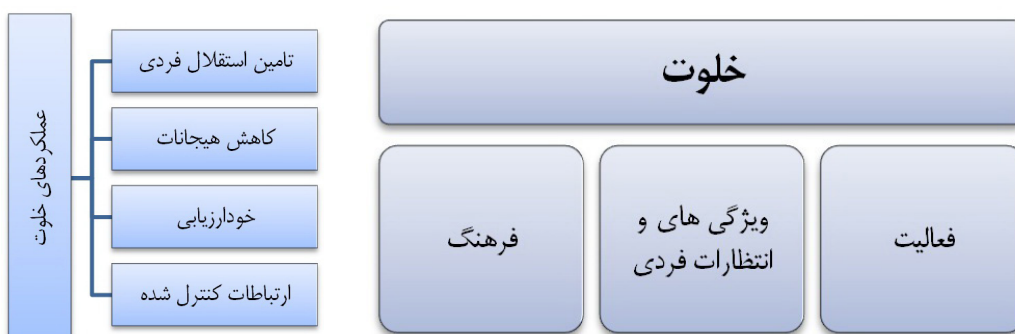 خلوت
فعالیت
ویژگی های و
انتظارات فردی
فرهنگ
عملکردهای خلوت
تامین استقلال فردی
کاهش هیجانات
خودارزیابی
ارتباطات کنترل شده